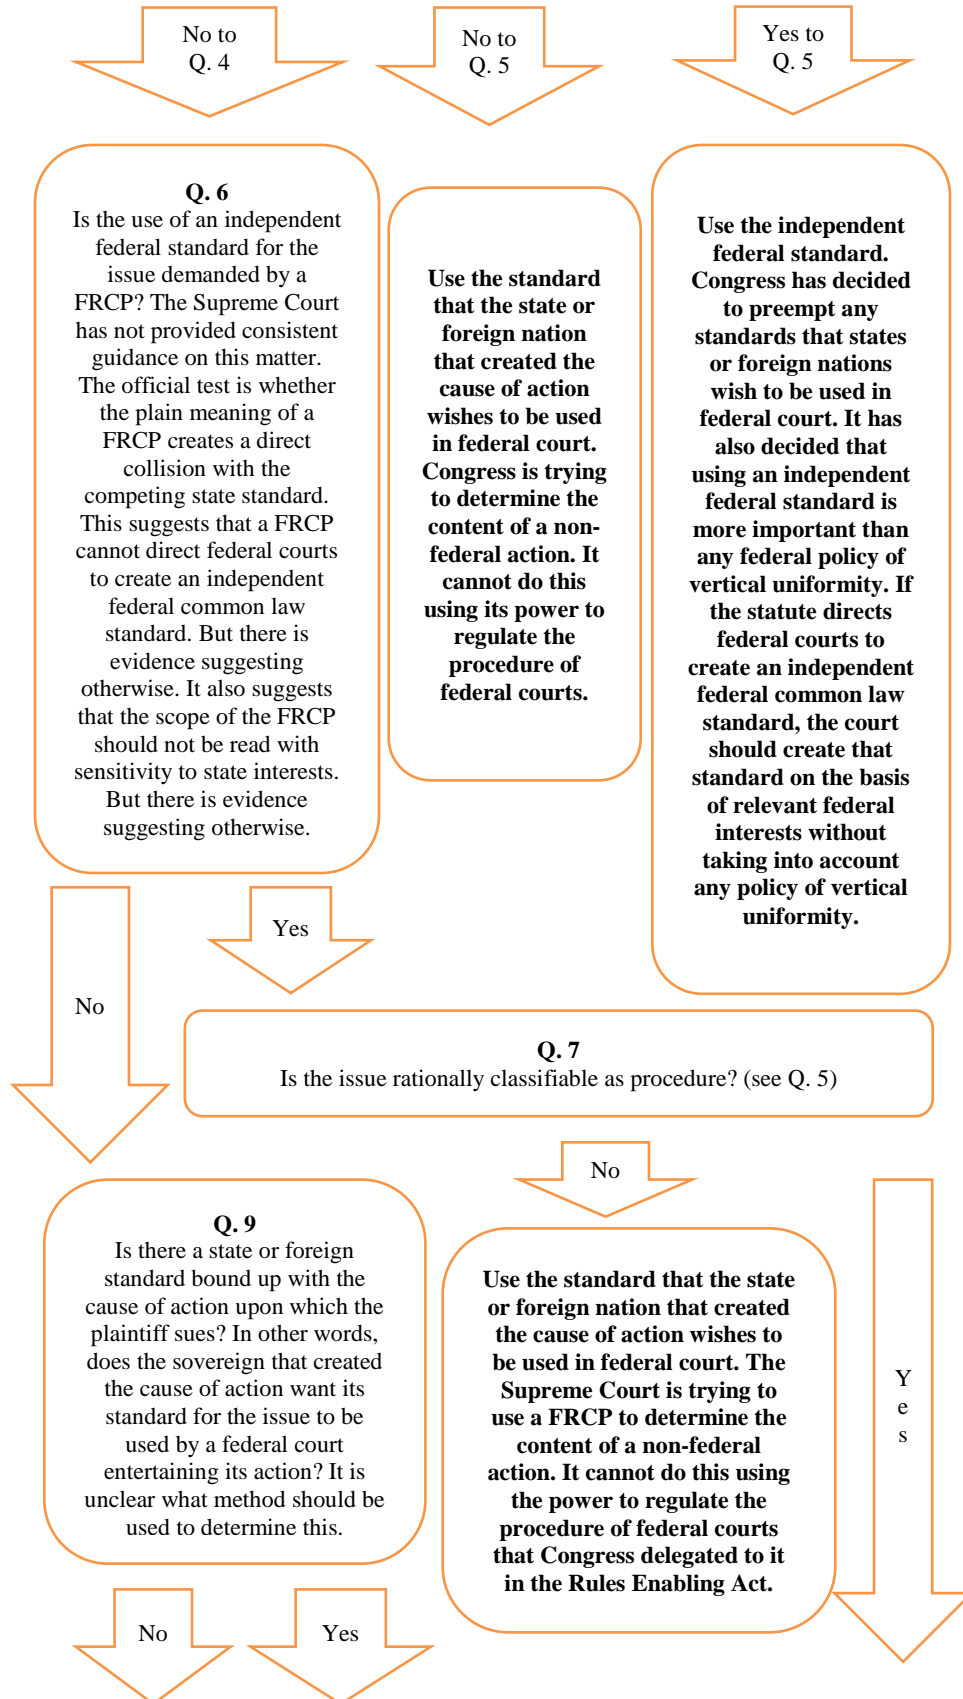 No to
Q. 4
No to
Q. 5
Yes to
Q. 5
Q. 6
Is the use of an independent
federal standard for the
issue demanded by a
FRCP? The Supreme Court
has not provided consistent
guidance on this matter.
The official test is whether
the plain meaning of a
FRCP creates a direct
collision with the
competing state standard.
This suggests that a FRCP
cannot direct federal courts
to create an independent
federal common law
standard. But there is
evidence suggesting
otherwise. It also suggests
that the scope of the FRCP
should not be read with
sensitivity to state interests.
But there is evidence
suggesting otherwise.
Use the standard
that the state or
foreign nation
that created the
cause of action
wishes to be used
in federal court.
Congress is trying
to determine the
content of a non-
federal action. It
cannot do this
using its power to
regulate the
procedure of
federal courts.
Use the independent
federal standard.
Congress has decided
to preempt any
standards that states
or foreign nations
wish to be used in
federal court. It has
also decided that
using an independent
federal standard is
more important than
any federal policy of
vertical uniformity. If
the statute directs
federal courts to
create an independent
federal common law
standard, the court
should create that
standard on the basis
of relevant federal
interests without
taking into account
any policy of vertical
uniformity.
No
Yes
Q. 7
Is the issue rationally classifiable as procedure? (see Q. 5)
No
Yes
Q. 9
Is there a state or foreign
standard bound up with the
cause of action upon which the
plaintiff sues? In other words,
does the sovereign that created
the cause of action want its
standard for the issue to be
used by a federal court
entertaining its action? It is
unclear what method should be
used to determine this.
Use the standard that the state
or foreign nation that created
the cause of action wishes to
be used in federal court. The
Supreme Court is trying to
use a FRCP to determine the
content of a non-federal
action. It cannot do this using
the power to regulate the
procedure of federal courts
that Congress delegated to it
in the Rules Enabling Act.
No
Yes